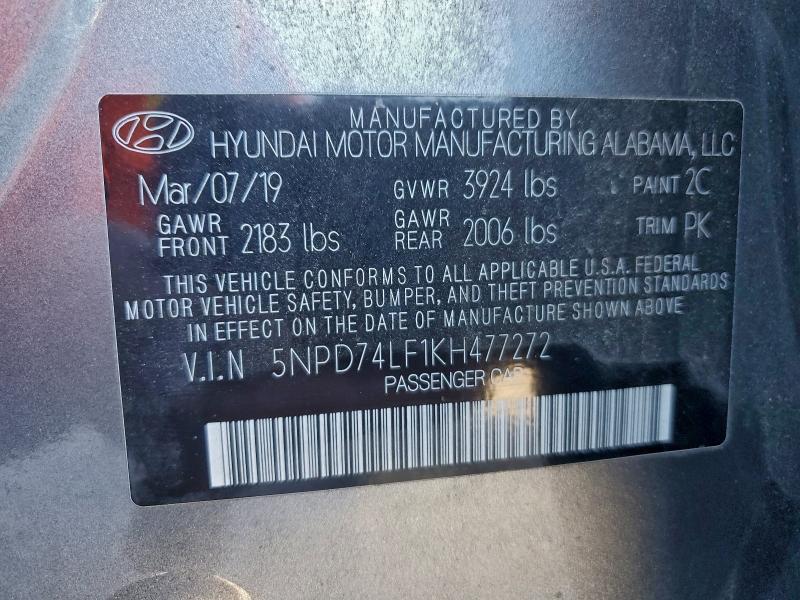 MANUFACTURED BY
HYUNDAI MOTOR MANUFACTURING ALABAMA, LLC
Mar/07/19 GVWR 3924 lbs PAINT 2C
GAWR FRONT 2183 lbs GAWR REAR 2006 lbs TRIM PK
THIS VEHICLE CONFORMS TO ALL APPLICABLE U.S.A. FEDERAL
MOTOR VEHICLE SAFETY, BUMPER, AND THEFT PREVENTION STANDARDS
IN EFFECT ON THE DATE OF MANUFACTURE SHOWN ABOVE
V.I.N 5NPD74LF1KH477272
PASSENGER CAR